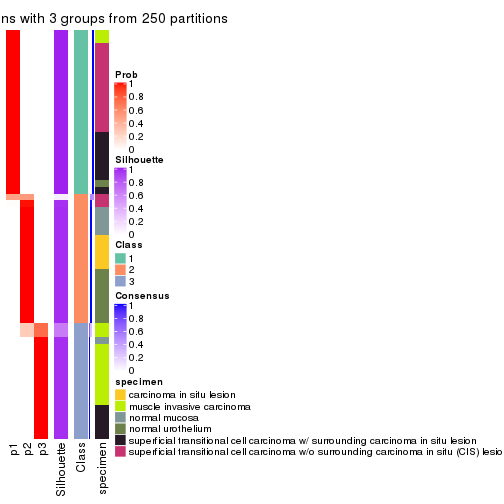 ns with 3 groups from 250 partitions
Prob
1
0.8
0.6
0.4
0.2
0
Silhouette
1
0.8
0.6
0.4
0.2
0
Class
1
2
3
Consensus
1
0.8
0.6
0.4
0.2
0
specimen
carcinoma in situ lesion
muscle invasive carcinoma
normal mucosa
normal urothelium
superficial transitional cell carcinoma w/ surrounding carcinoma in situ lesion
superficial transitional cell carcinoma w/o surrounding carcinoma in situ (CIS) lesio
p1
p2
p3
Silhouette
Class
specimen